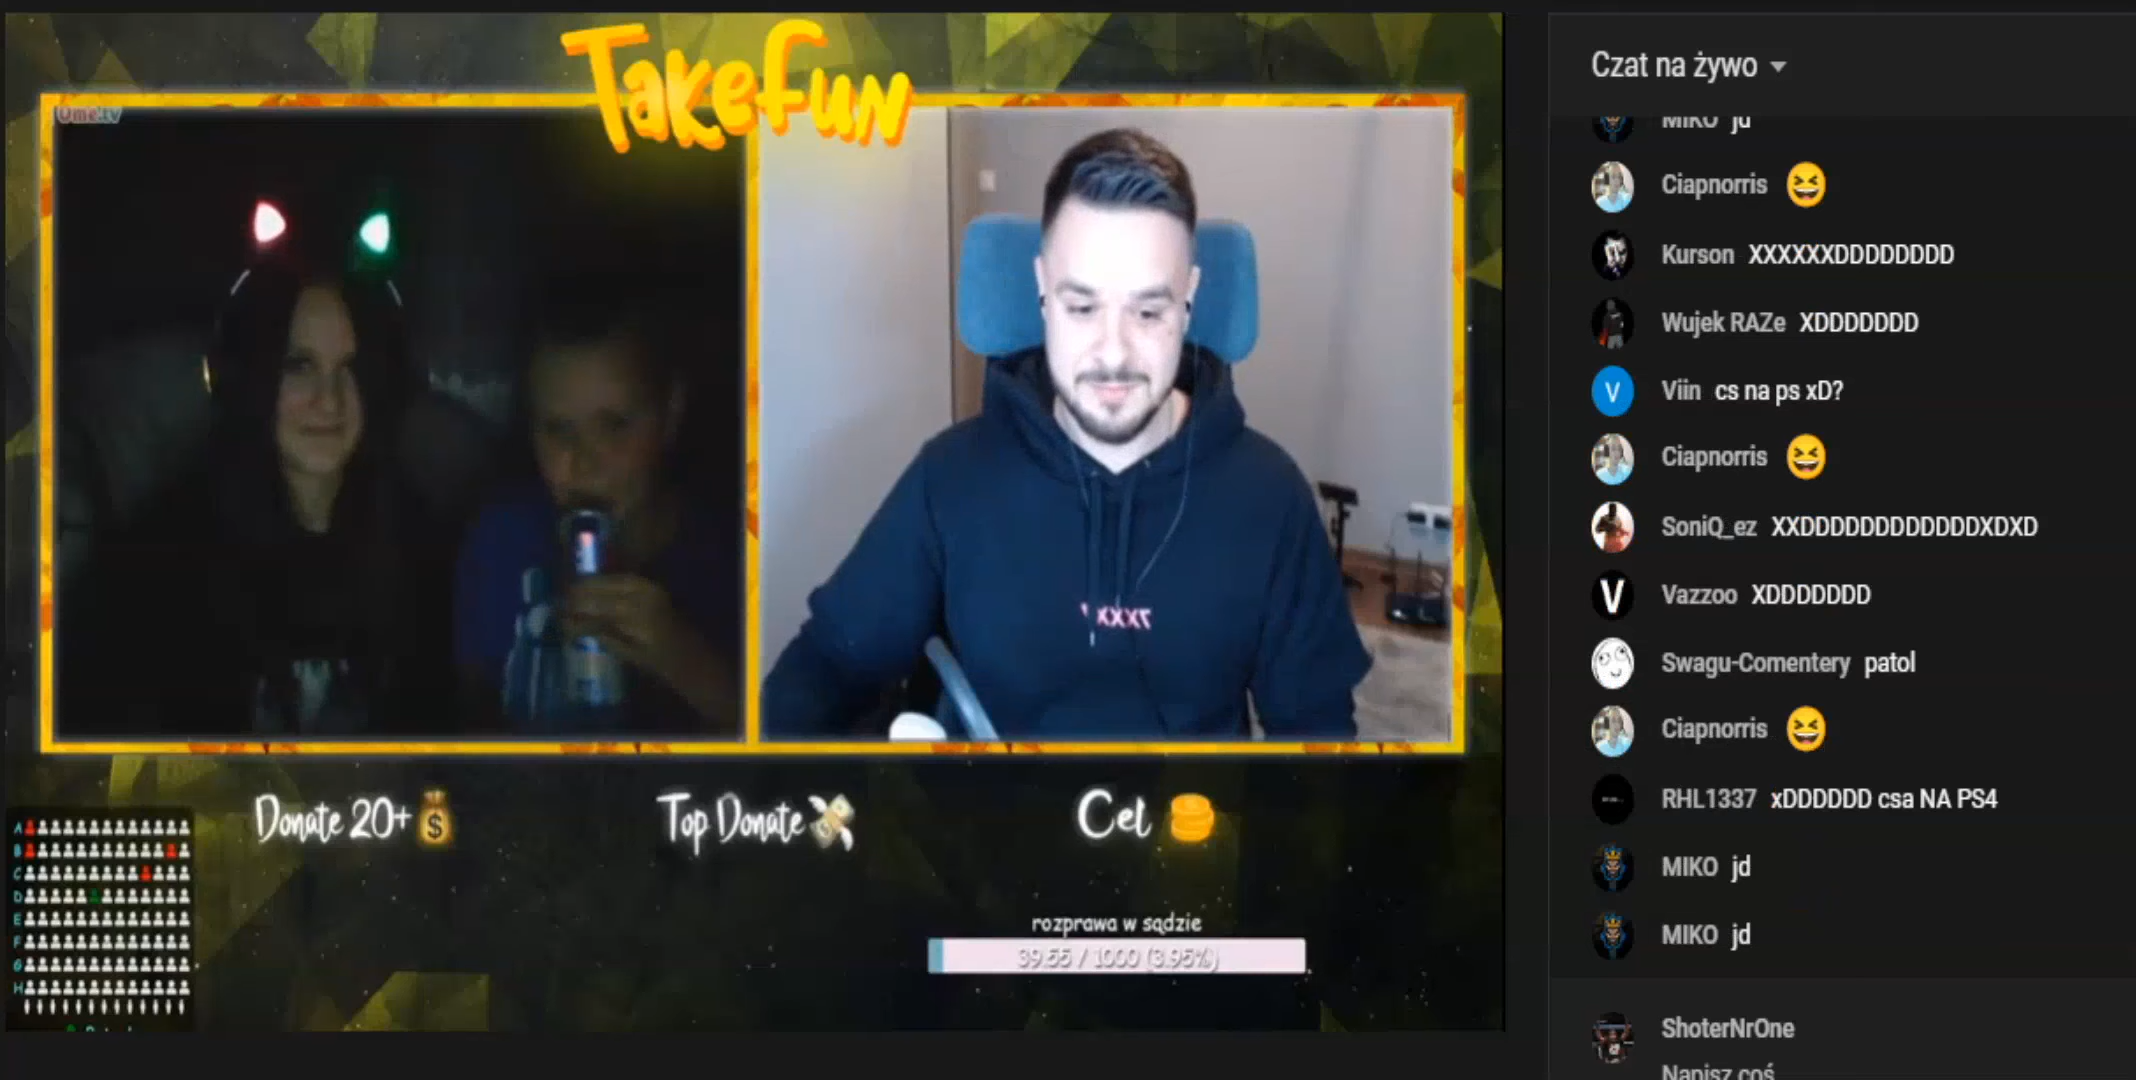 TakeFun
Ome.tv
Donate 20+
Top Donate
Cel
rozprawa w sądzie
39.55 / 1000 (3.95%)
A
B
C
D
E
F
G
H
Czat na żywo
MIKO jd
Ciapnorris
Kurson XXXXXXDDDDDDDD
Wujek RAZe XDDDDDDD
V
Viin cs na ps xD?
Ciapnorris
SoniQ_ez XXDDDDDDDDDDDDXDXD
V
Vazzoo XDDDDDDD
Swagu-Comentery patol
Ciapnorris
RHL1337 xDDDDDD csa NA PS4
MIKO jd
MIKO jd
ShoterNrOne
Napisz coś